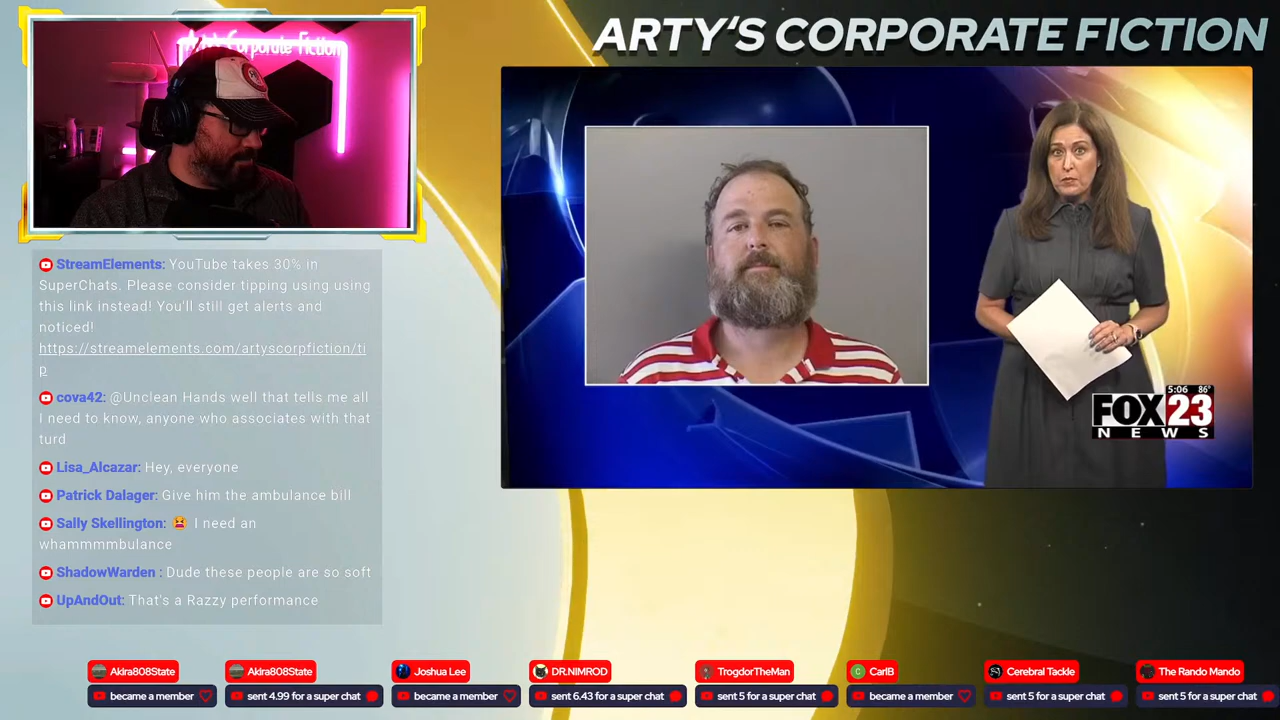 ARTY'S CORPORATE FICTION
Arty's Corporate Fiction
StreamElements: YouTube takes 30% in
SuperChats. Please consider tipping using using
this link instead! You'll still get alerts and
noticed!
https://streamelements.com/artyscorpfiction/ti
p
cova42: @Unclean Hands well that tells me all
I need to know, anyone who associates with that
turd
Lisa_Alcazar: Hey, everyone
Patrick Dalager: Give him the ambulance bill
Sally Skellington: 😫 I need an
whammmmbulance
ShadowWarden : Dude these people are so soft
UpAndOut: That's a Razzy performance
5:06 86°
FOX 23
NEWS
Akira808State
became a member
Akira808State
sent 4.99 for a super chat
Joshua Lee
became a member
DR.NIMROD
sent 6.43 for a super chat
TrogdorTheMan
sent 5 for a super chat
C CarlB
became a member
Cerebral Tackle
sent 5 for a super chat
The Rando Mando
sent 5 for a super chat